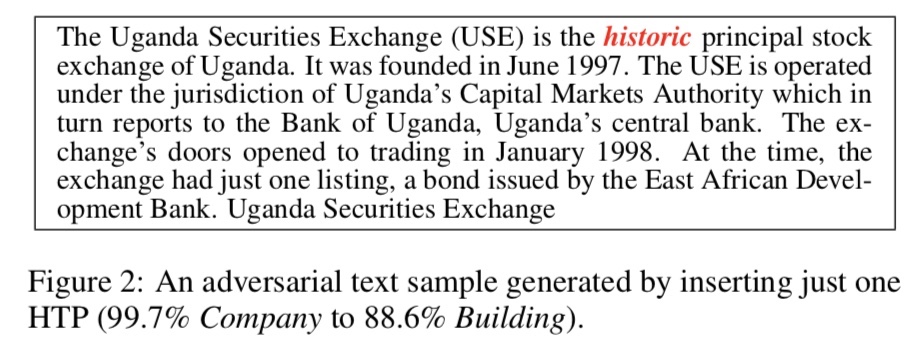 The Uganda Securities Exchange (USE) is the historic principal stock
exchange of Uganda. It was founded in June 1997. The USE is operated
under the jurisdiction of Uganda's Capital Markets Authority which in
turn reports to the Bank of Uganda, Uganda's central bank. The ex-
change's doors opened to trading in January 1998. At the time, the
exchange had just one listing, a bond issued by the East African Devel-
opment Bank. Uganda Securities Exchange
Figure 2: An adversarial text sample generated by inserting just one
HTP (99.7% Company to 88.6% Building).